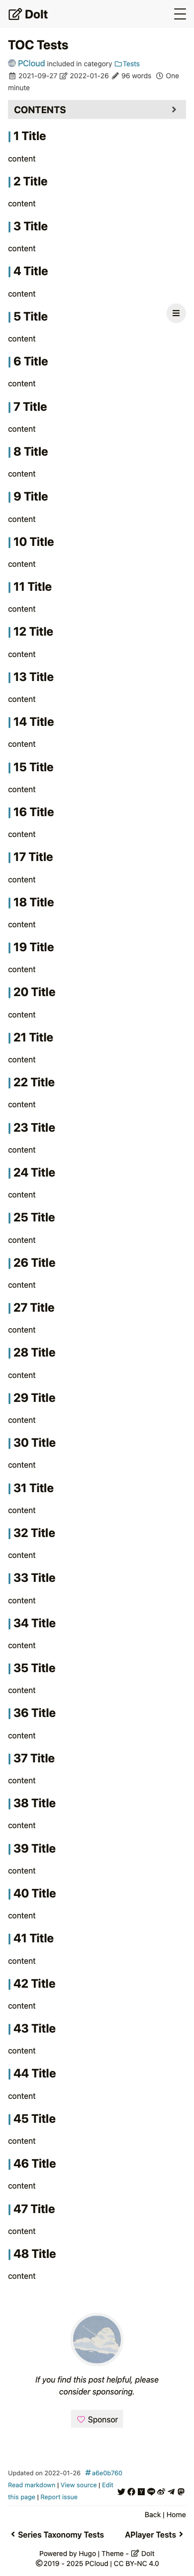 DoIt
TOC Tests
PCloud included in category Tests
2021-09-27 2022-01-26 96 words One
minute
CONTENTS
1 Title
content
2 Title
content
3 Title
content
4 Title
content
5 Title
content
6 Title
content
7 Title
content
8 Title
content
9 Title
content
10 Title
content
11 Title
content
12 Title
content
13 Title
content
14 Title
content
15 Title
content
16 Title
content
17 Title
content
18 Title
content
19 Title
content
20 Title
content
21 Title
content
22 Title
content
23 Title
content
24 Title
content
25 Title
content
26 Title
content
27 Title
content
28 Title
content
29 Title
content
30 Title
content
31 Title
content
32 Title
content
33 Title
content
34 Title
content
35 Title
content
36 Title
content
37 Title
content
38 Title
content
39 Title
content
40 Title
content
41 Title
content
42 Title
content
43 Title
content
44 Title
content
45 Title
content
46 Title
content
47 Title
content
48 Title
content
If you find this post helpful, please
consider sponsoring.
Sponsor
Updated on 2022-01-26 #a6e0b760
Read markdown | View source | Edit
this page | Report issue
Back | Home
Series Taxonomy Tests APlayer Tests
Powered by Hugo | Theme - DoIt
©2019 - 2025 PCloud | CC BY-NC 4.0